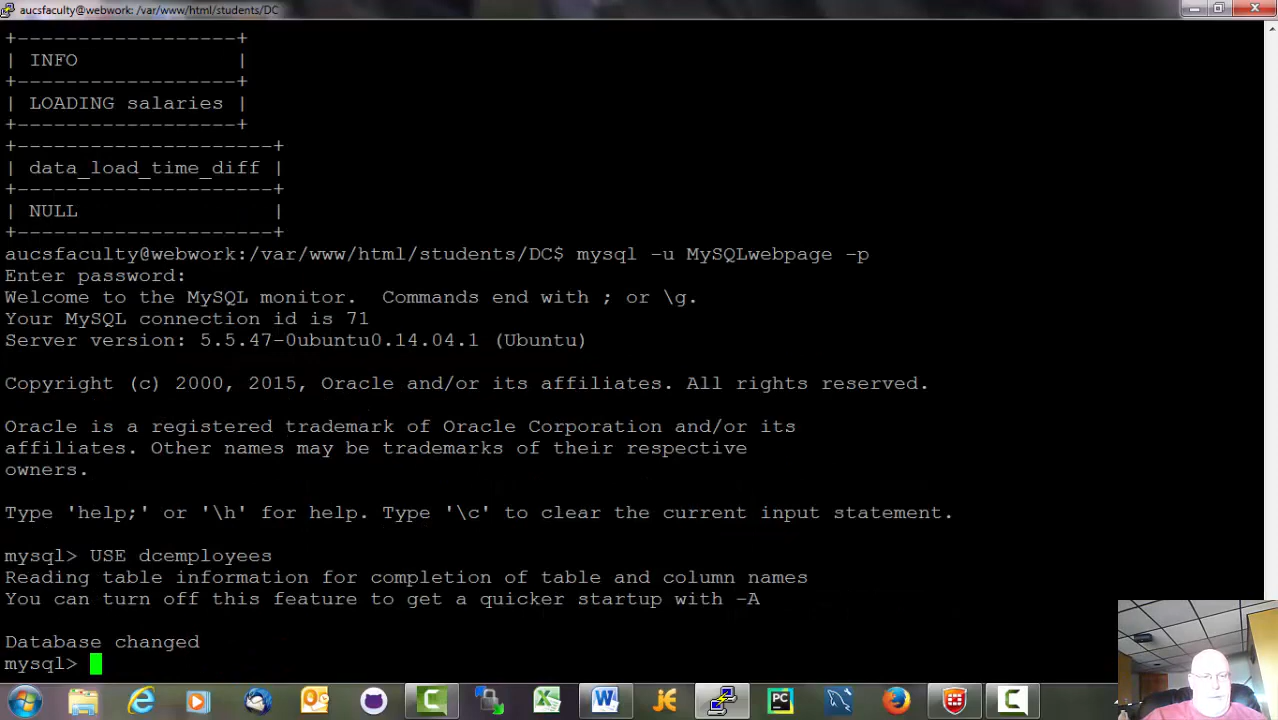 aucsfaculty@webwork: /var/www/html/students/DC
+------------------+
| INFO             |
+------------------+
| LOADING salaries |
+------------------+
+---------------------+
| data_load_time_diff |
+---------------------+
| NULL                |
+---------------------+
aucsfaculty@webwork:/var/www/html/students/DC$ mysql -u MySQLwebpage -p
Enter password:
Welcome to the MySQL monitor.  Commands end with ; or \g.
Your MySQL connection id is 71
Server version: 5.5.47-0ubuntu0.14.04.1 (Ubuntu)
Copyright (c) 2000, 2015, Oracle and/or its affiliates. All rights reserved.
Oracle is a registered trademark of Oracle Corporation and/or its
affiliates. Other names may be trademarks of their respective
owners.
Type 'help;' or '\h' for help. Type '\c' to clear the current input statement.
mysql> USE dcemployees
Reading table information for completion of table and column names
You can turn off this feature to get a quicker startup with -A
Database changed
mysql>